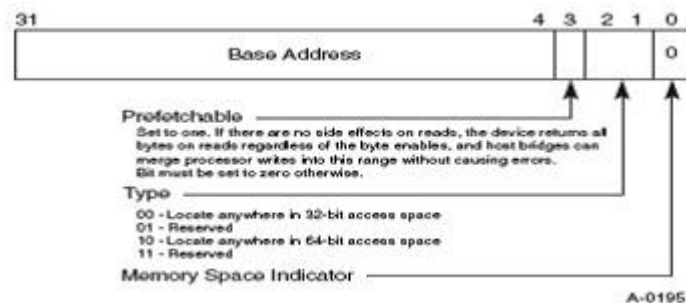 31 4 3 2 1 0
Base Address 0
Prefetchable
Set to one. If there are no side effects on reads, the device returns all
bytes on reads regardless of the byte enables, and host bridges can
merge processor writes into this range without causing errors.
Bit must be set to zero otherwise.
Type
00 - Locate anywhere in 32-bit access space
01 - Reserved
10 - Locate anywhere in 64-bit access space
11 - Reserved
Memory Space Indicator
A-0195